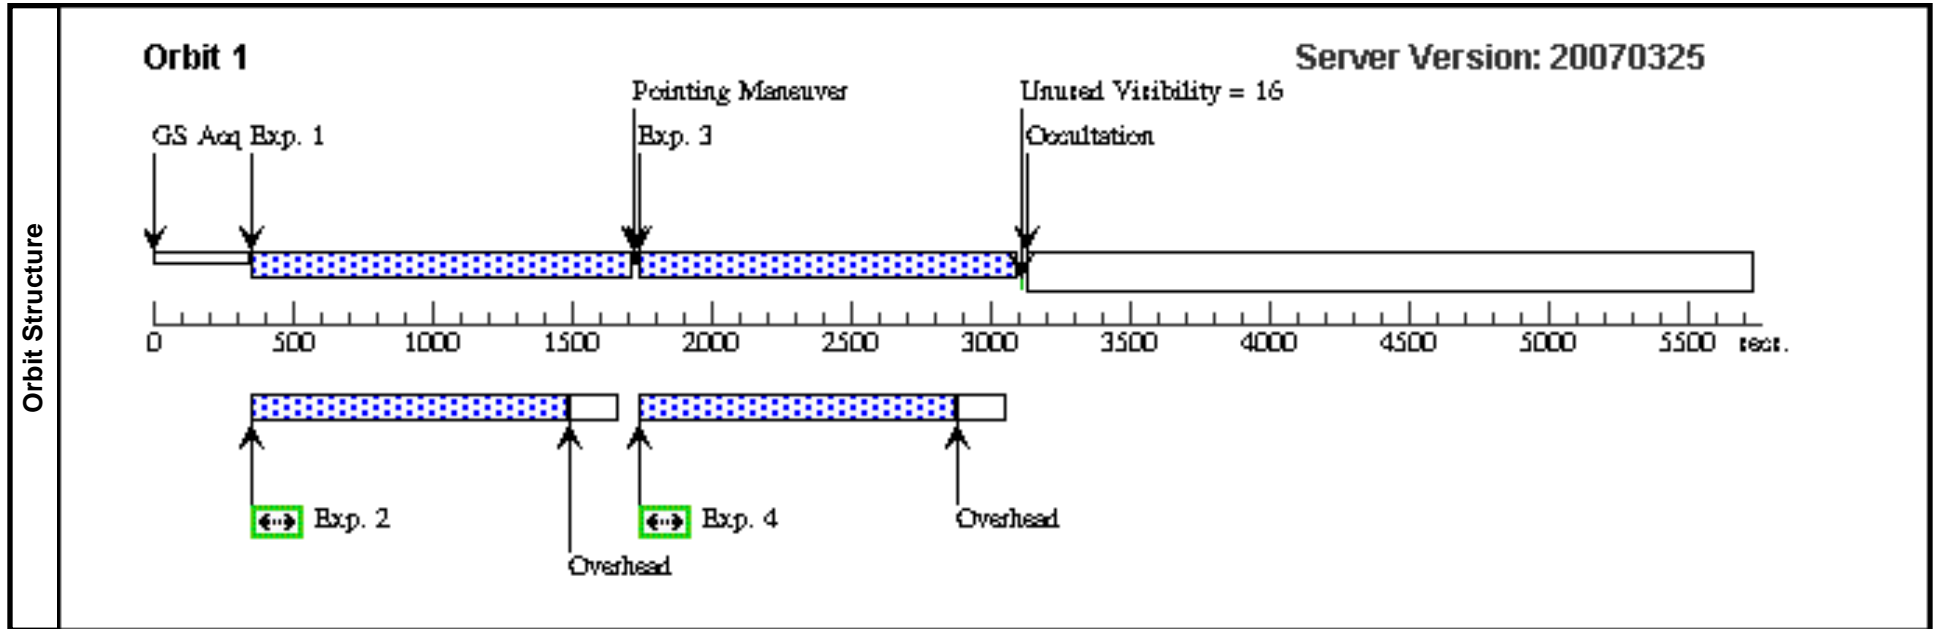 Orbit Structure
Orbit 1
Server Version: 20070325
Pointing Maneuver
Unused Visibility = 16
GS Acq
Exp. 1
Exp. 3
Occultation
0 500 1000 1500 2000 2500 3000 3500 4000 4500 5000 5500 secs.
Exp. 2
Exp. 4
Overhead
Overhead